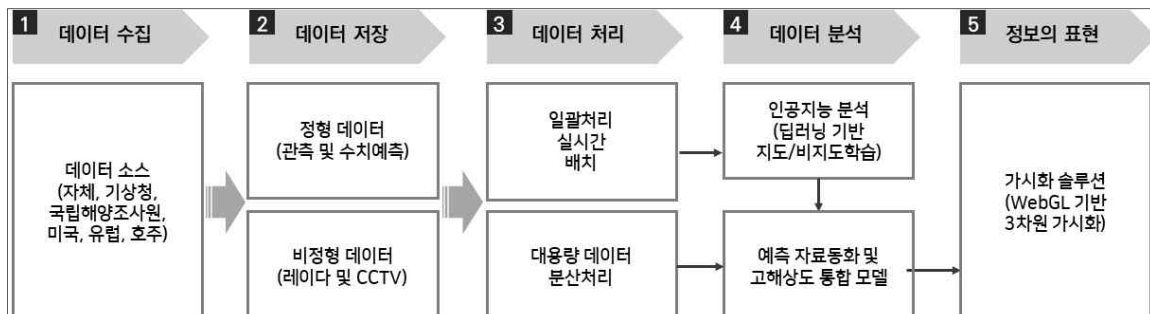 1 데이터 수집
2 데이터 저장
3 데이터 처리
4 데이터 분석
5 정보의 표현
데이터 소스
(자체, 기상청,
국립해양조사원,
미국, 유럽, 호주)
정형 데이터
(관측 및 수치예측)
비정형 데이터
(레이다 및 CCTV)
일괄처리
실시간
배치
대용량 데이터
분산처리
인공지능 분석
(딥러닝 기반
지도/비지도학습)
예측 자료동화 및
고해상도 통합 모델
가시화 솔루션
(WebGL 기반
3차원 가시화)